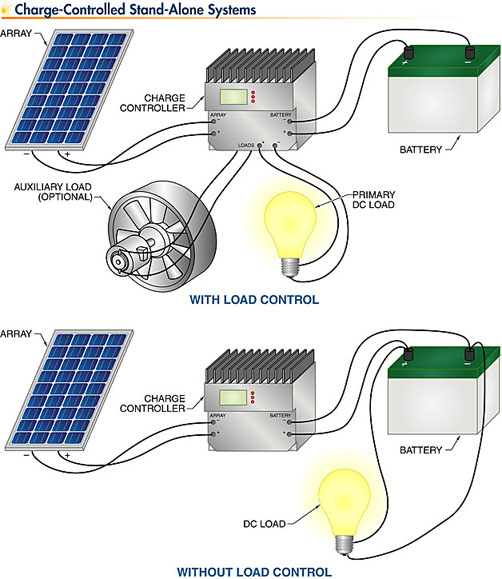 Charge-Controlled Stand-Alone Systems
ARRAY
CHARGE
CONTROLLER
ARRAY
BATTERY
–
–
+
+
LOADS
+
–
BATTERY
– +
AUXILIARY LOAD
(OPTIONAL)
PRIMARY
DC LOAD
WITH LOAD CONTROL
ARRAY
CHARGE
CONTROLLER
ARRAY
BATTERY
–
–
+
+
+
–
BATTERY
– +
DC LOAD
WITHOUT LOAD CONTROL